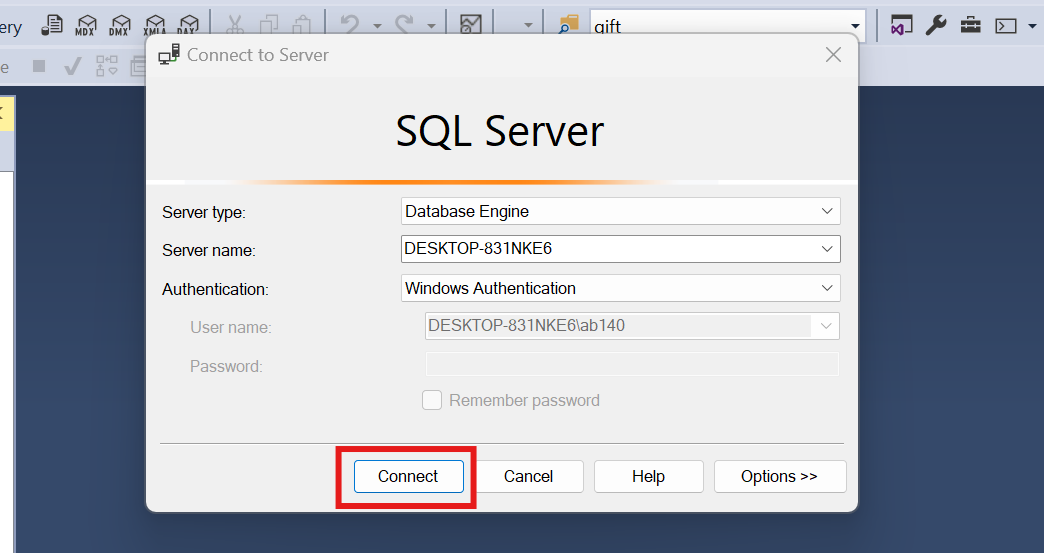 ery
MDX
DMX
XMLA
DAX
gift
e
Connect to Server
SQL Server
Server type:
Database Engine
Server name:
DESKTOP-831NKE6
Authentication:
Windows Authentication
User name:
DESKTOP-831NKE6\ab140
Password:
Remember password
Connect
Cancel
Help
Options >>